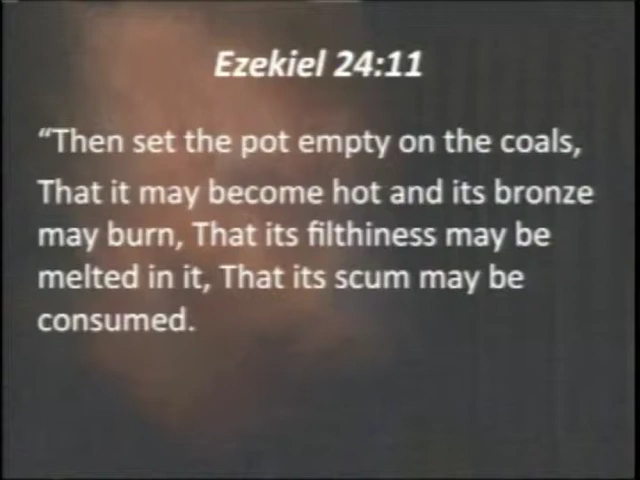 Ezekiel 24:11
“Then set the pot empty on the coals,
That it may become hot and its bronze
may burn, That its filthiness may be
melted in it, That its scum may be
consumed.